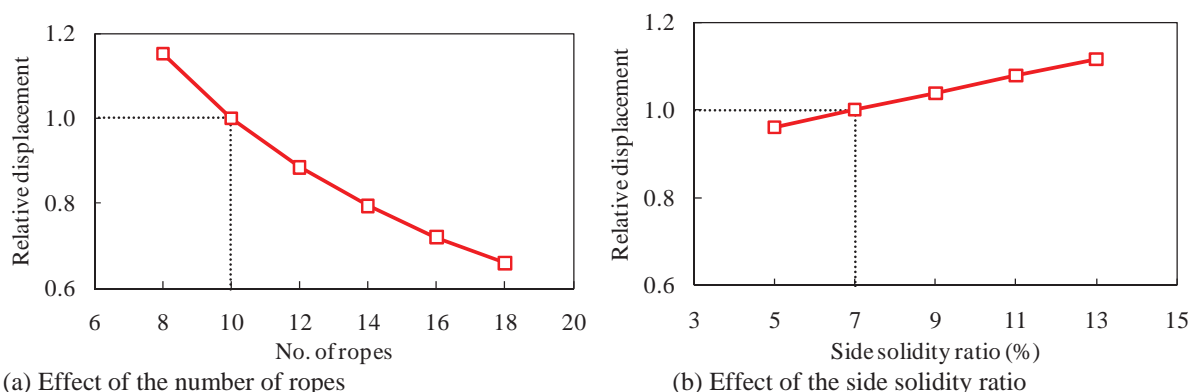 Relative displacement
1.2
1.0
0.8
0.6
6 8 10 12 14 16 18 20
No. of ropes
(a) Effect of the number of ropes
Relative displacement
1.2
1.0
0.8
0.6
3 5 7 9 11 13 15
Side solidity ratio (%)
(b) Effect of the side solidity ratio